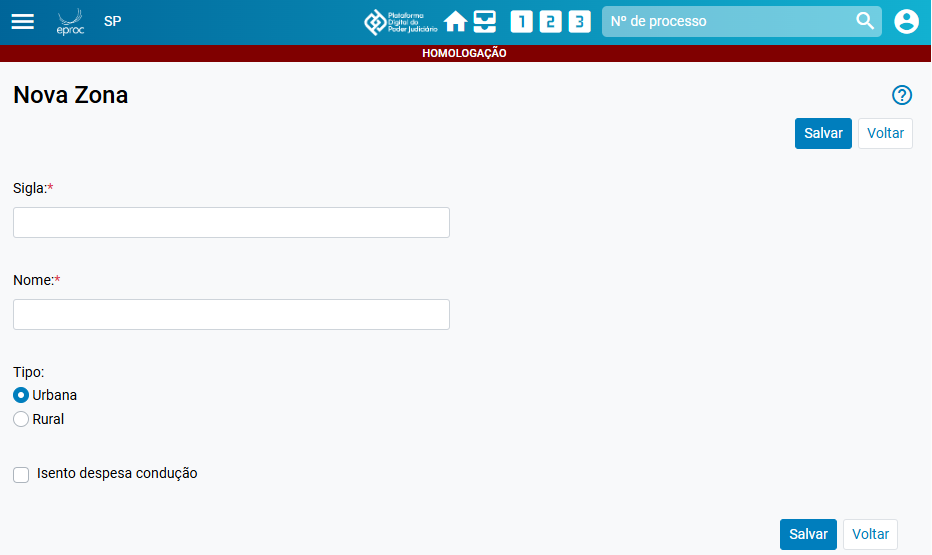 eproc
SP
Plataforma
Digital do
Poder Judiciário
1 2 3
Nº de processo
HOMOLOGAÇÃO
Nova Zona
?
Salvar Voltar
Sigla:*
Nome:*
Tipo:
Urbana
Rural
Isento despesa condução
Salvar Voltar